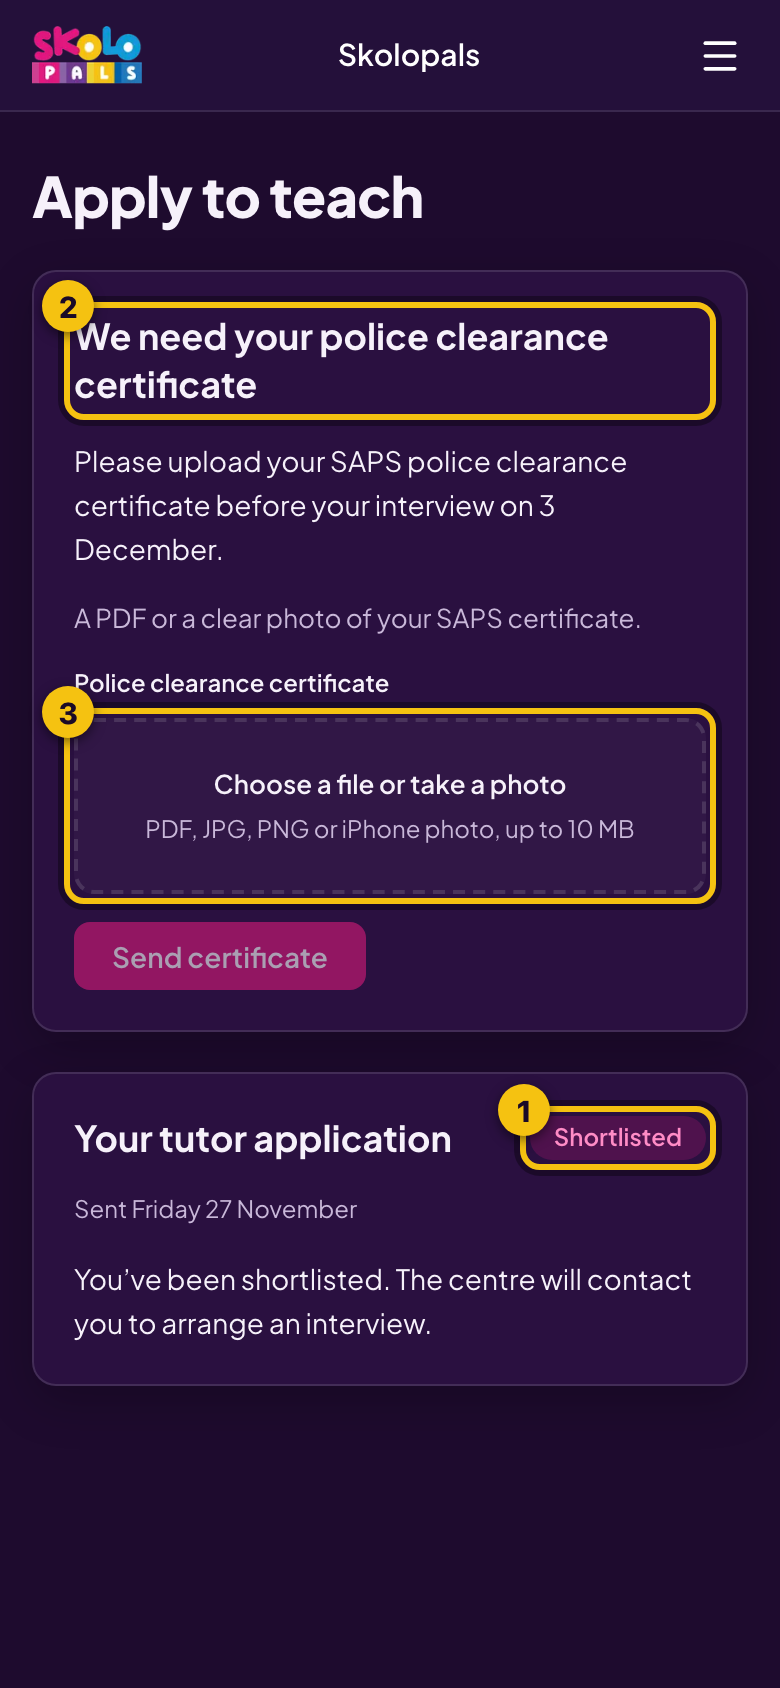 SKOLO
PALS
Skolopals
Apply to teach
2
We need your police clearance
certificate
Please upload your SAPS police clearance
certificate before your interview on 3
December.
A PDF or a clear photo of your SAPS certificate.
Police clearance certificate
3
Choose a file or take a photo
PDF, JPG, PNG or iPhone photo, up to 10 MB
Send certificate
1
Your tutor application
Shortlisted
Sent Friday 27 November
You’ve been shortlisted. The centre will contact
you to arrange an interview.